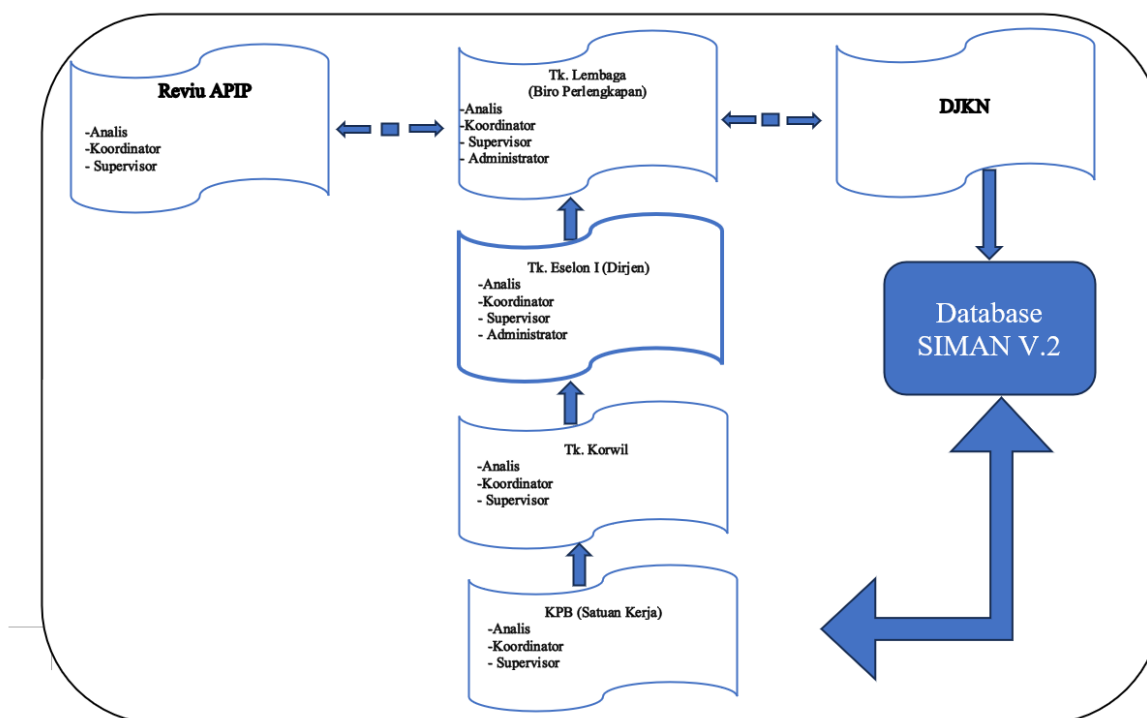 Reviu APIP
-Analis
-Koordinator
- Supervisor
Tk. Lembaga
(Biro Perlengkapan)
-Analis
-Koordinator
- Supervisor
- Administrator
DJKN
Tk. Eselon I (Dirjen)
-Analis
-Koordinator
- Supervisor
- Administrator
Database
SIMAN V.2
Tk. Korwil
-Analis
-Koordinator
- Supervisor
KPB (Satuan Kerja)
-Analis
-Koordinator
- Supervisor